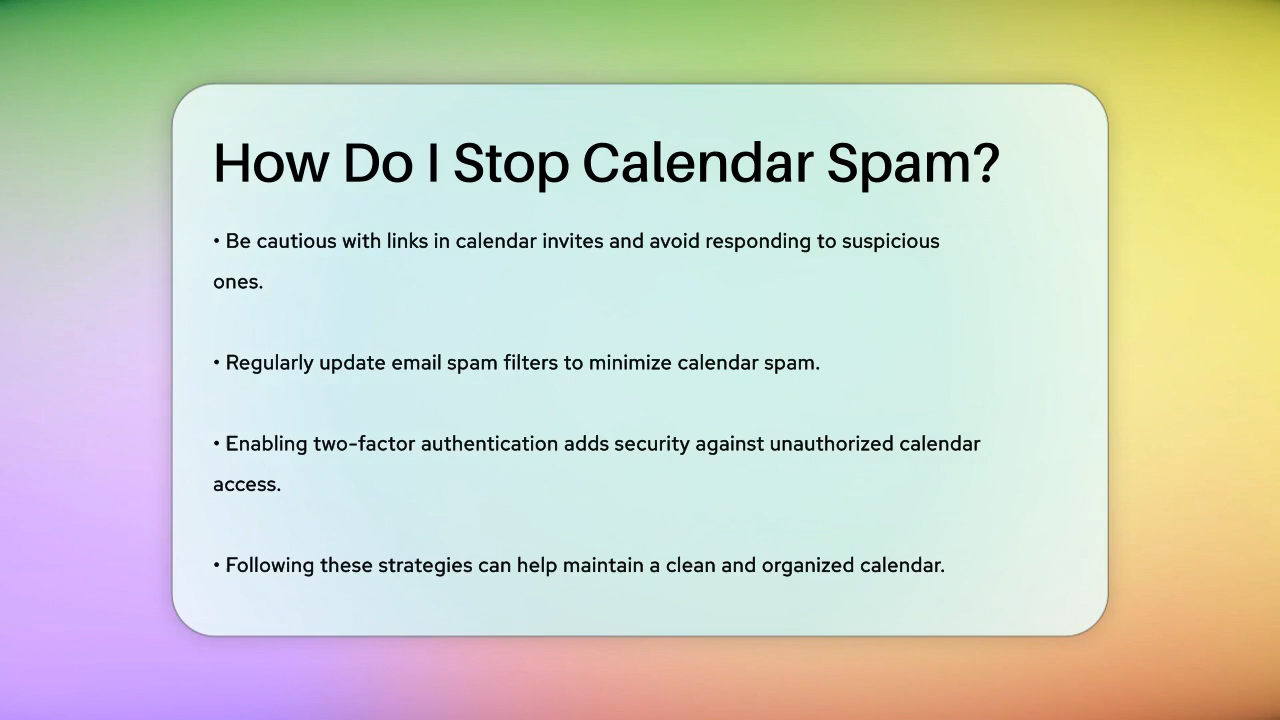 How Do I Stop Calendar Spam?
• Be cautious with links in calendar invites and avoid responding to suspicious
ones.
• Regularly update email spam filters to minimize calendar spam.
• Enabling two-factor authentication adds security against unauthorized calendar
access.
• Following these strategies can help maintain a clean and organized calendar.